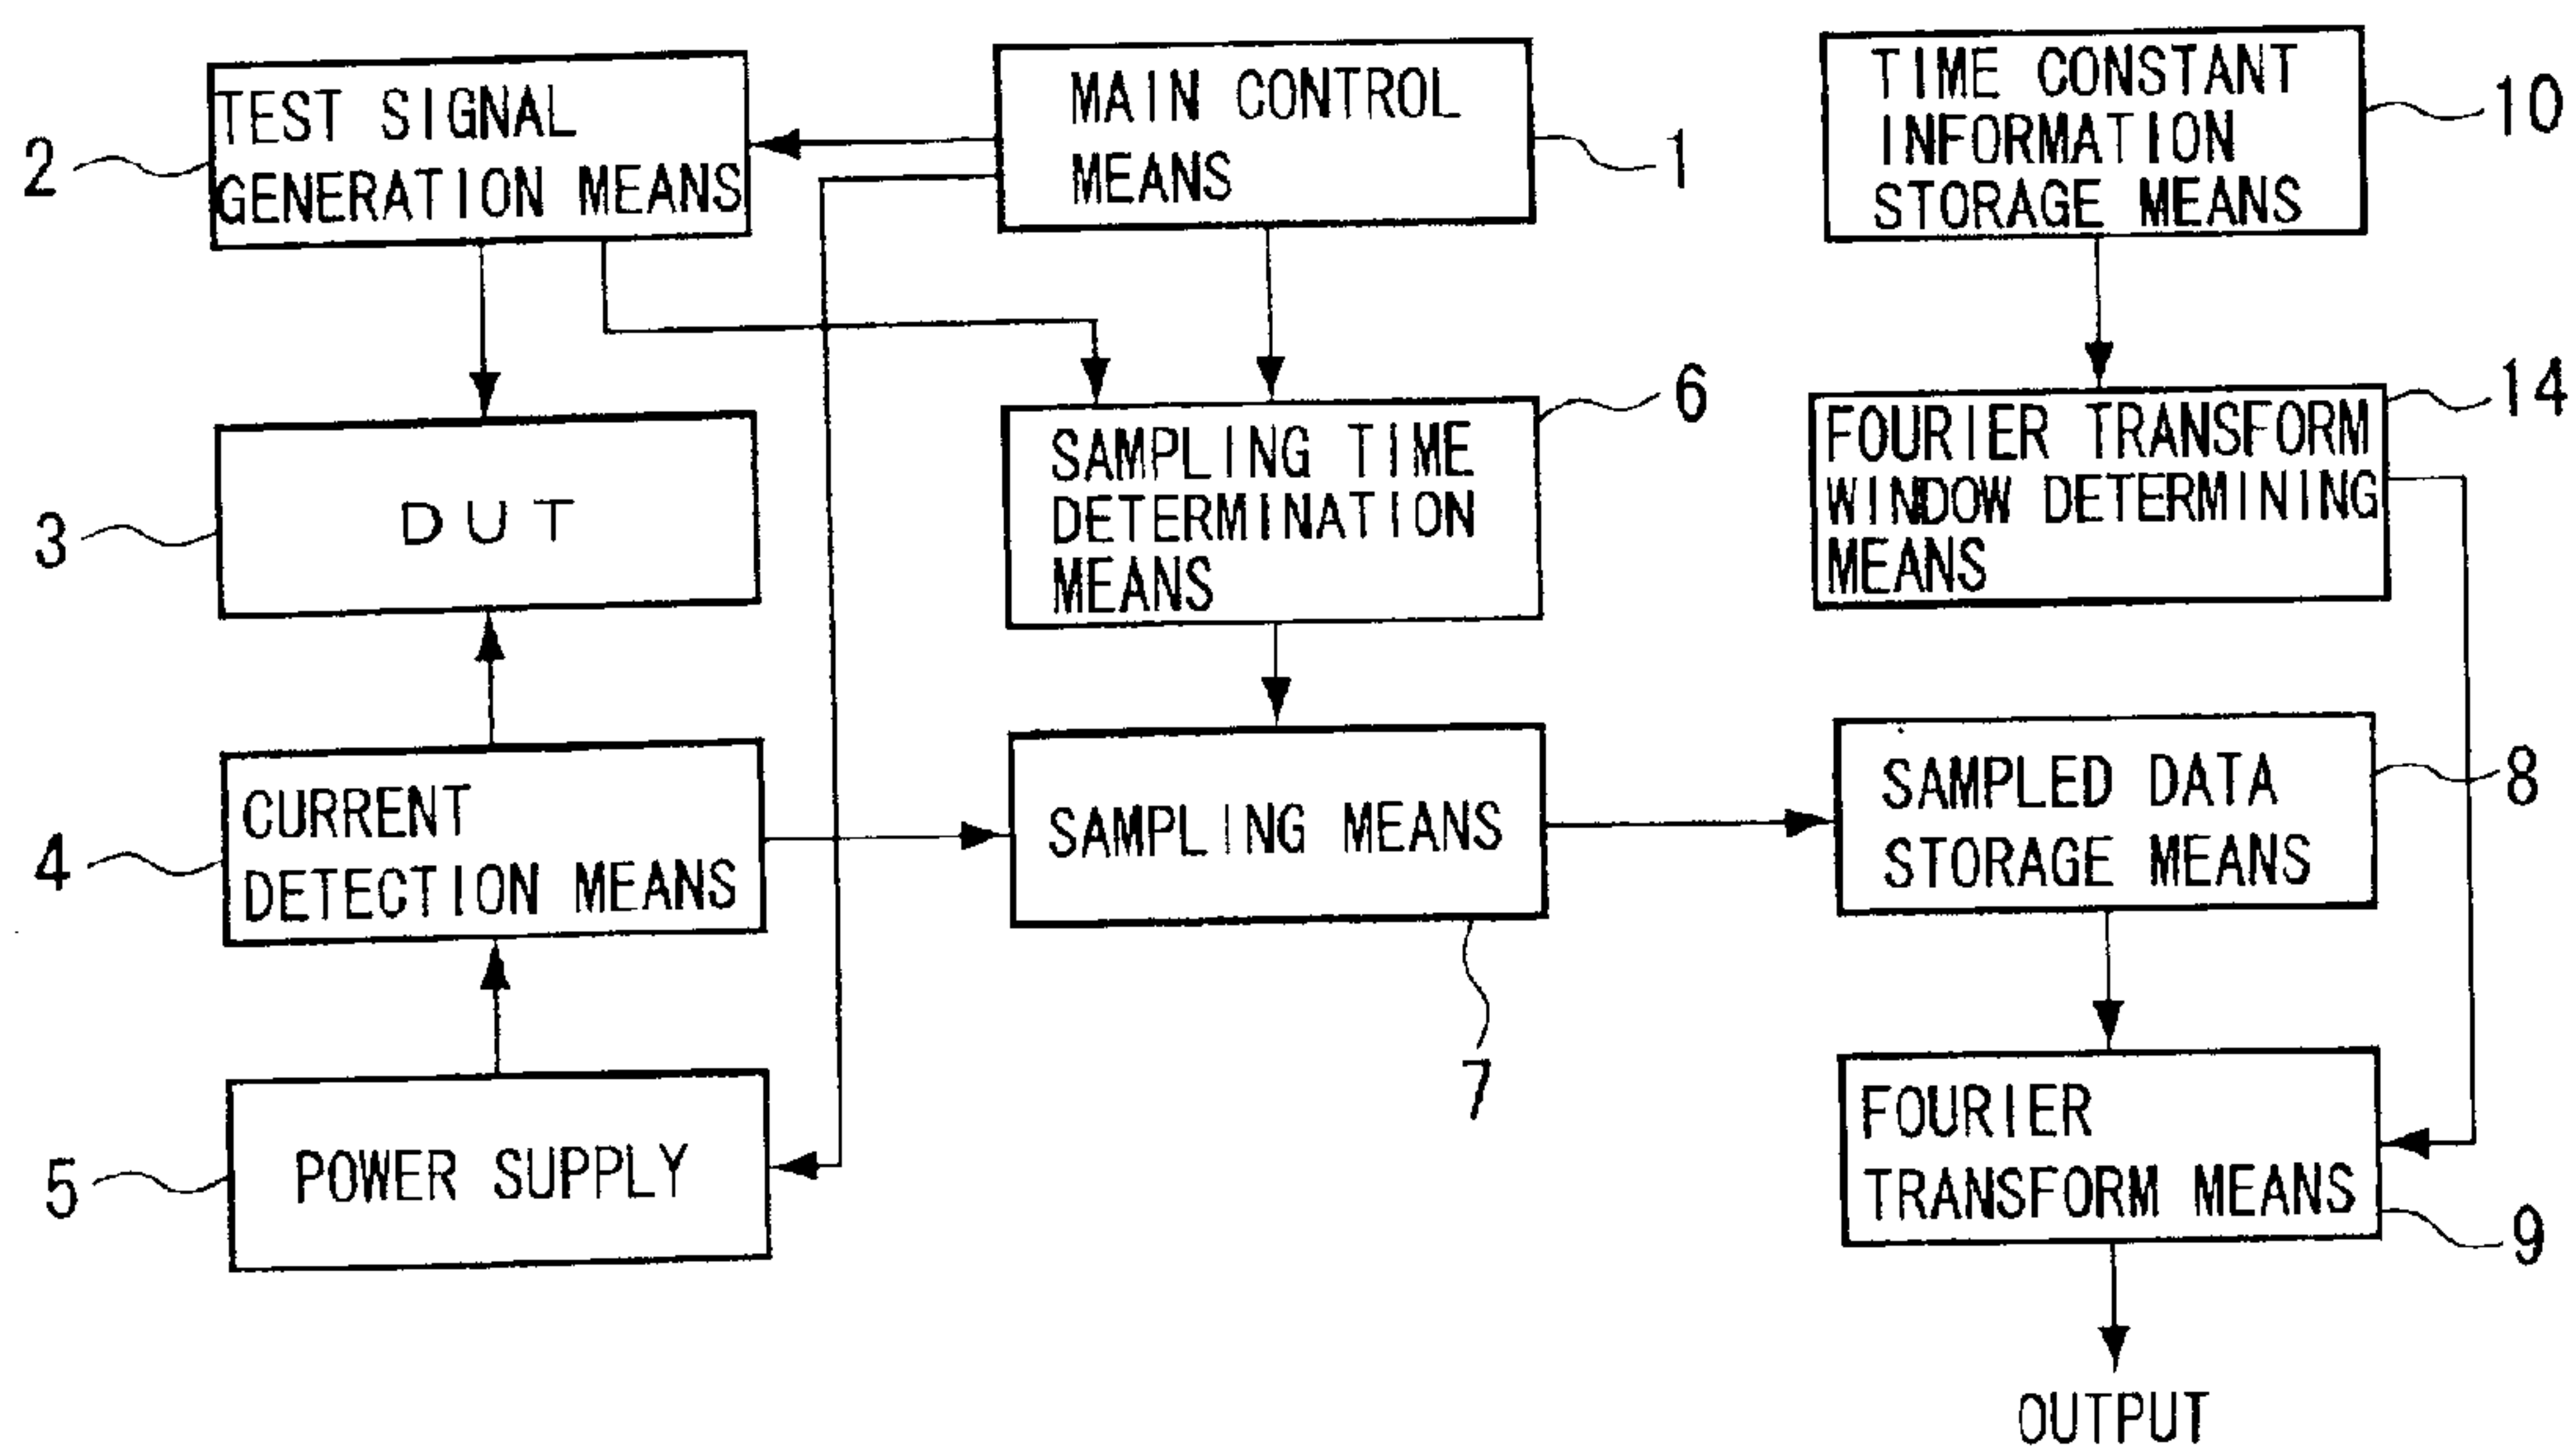 TEST SIGNAL
GENERATION MEANS
2
MAIN CONTROL
MEANS
1
TIME CONSTANT
INFORMATION
STORAGE MEANS
10
DUT
3
SAMPLING TIME
DETERMINATION
MEANS
6
FOURIER TRANSFORM
WINDOW DETERMINING
MEANS
14
CURRENT
DETECTION MEANS
4
SAMPLING MEANS
7
SAMPLED DATA
STORAGE MEANS
8
POWER SUPPLY
5
FOURIER
TRANSFORM MEANS
9
OUTPUT